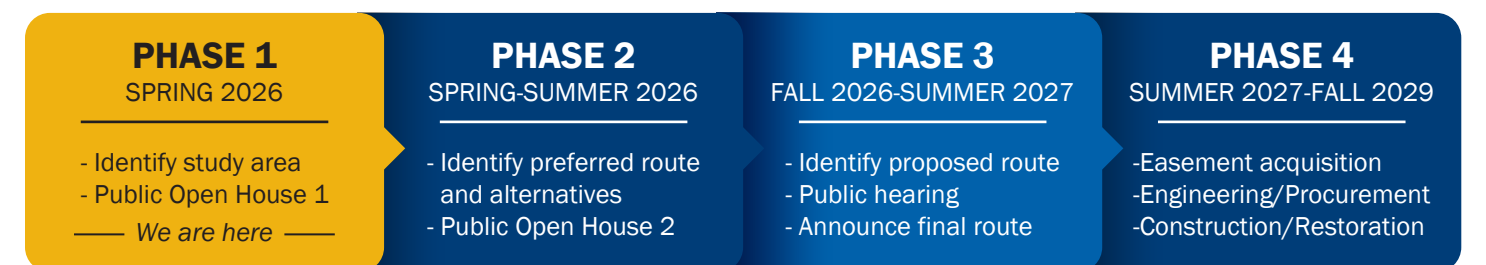 PHASE 1
SPRING 2026
- Identify study area
- Public Open House 1
We are here
PHASE 2
SPRING-SUMMER 2026
- Identify preferred route
and alternatives
- Public Open House 2
PHASE 3
FALL 2026-SUMMER 2027
- Identify proposed route
- Public hearing
- Announce final route
PHASE 4
SUMMER 2027-FALL 2029
-Easement acquisition
-Engineering/Procurement
-Construction/Restoration